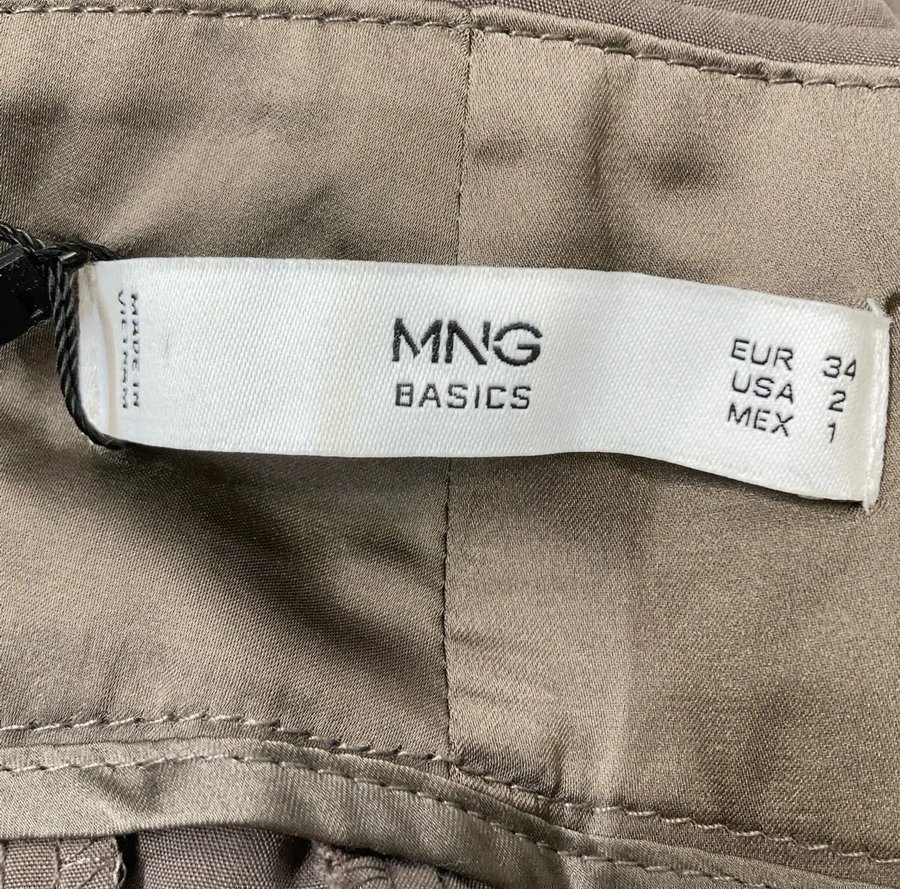 MADE IN
VIETNAM
MNG
BASICS
EUR 34
USA 2
MEX 1